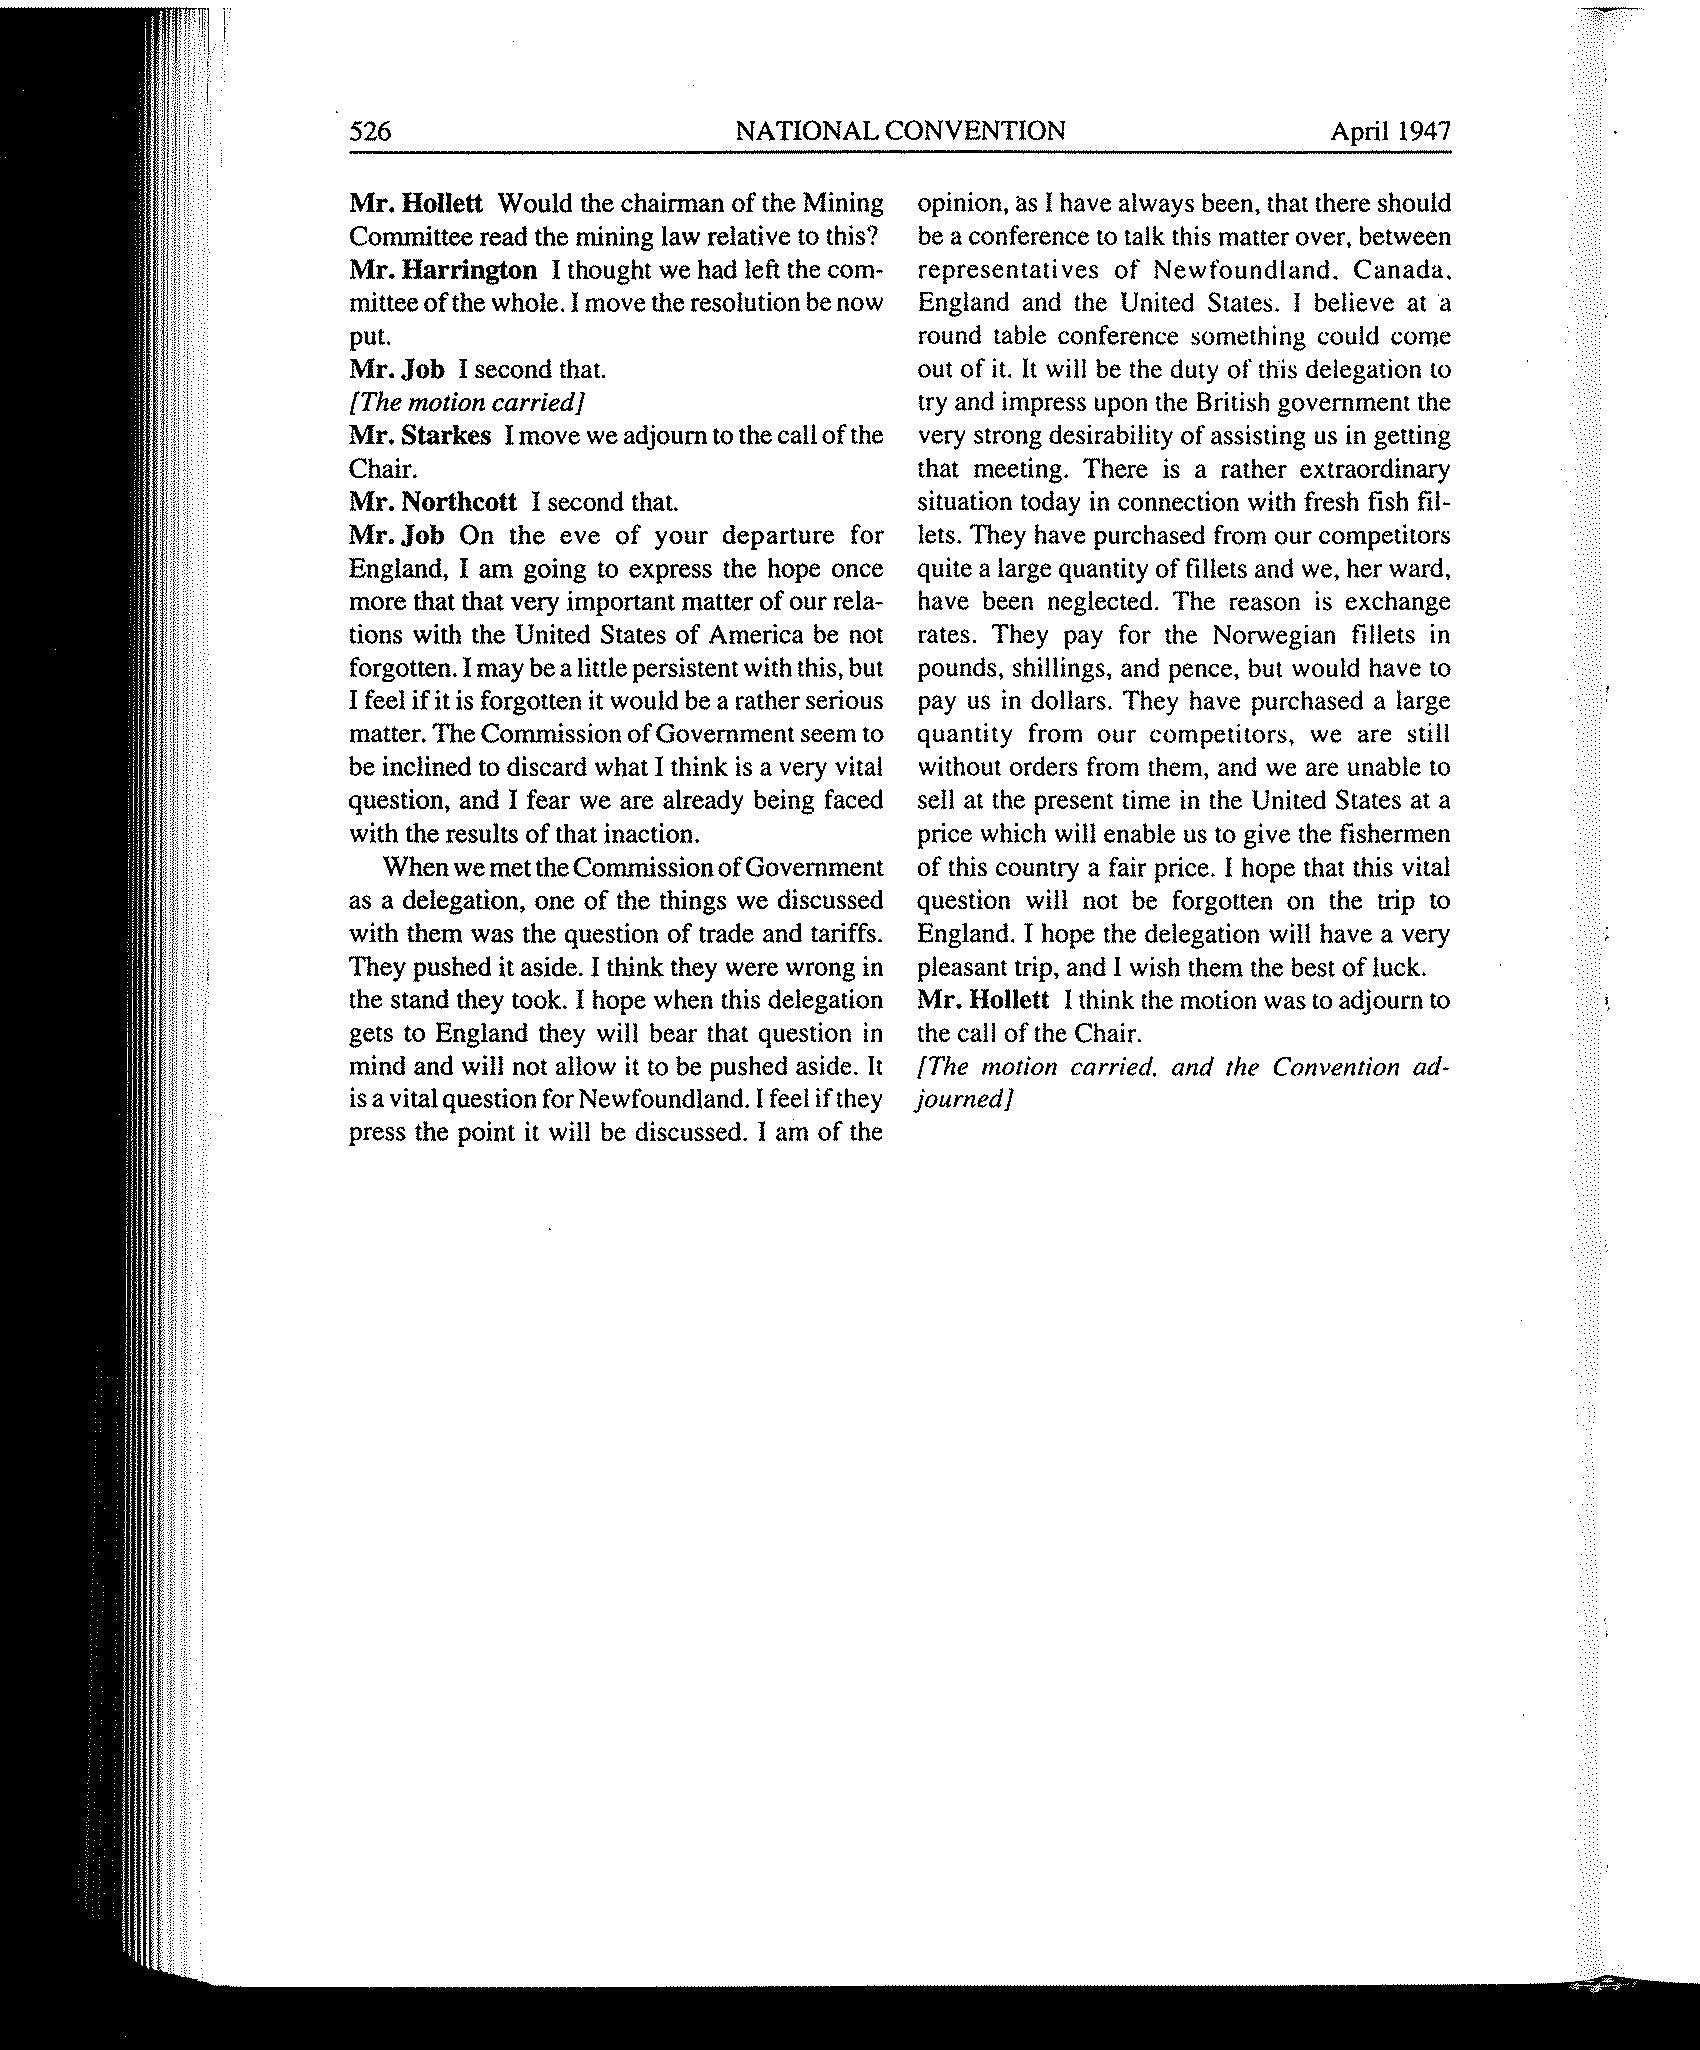 526 NATIONAL CONVENTION April 1947
Mr. Hollett Would the chairman of the Mining
Committee read the mining law relative to this?
Mr. Harrington I thought we had left the com-
mittee of the whole. I move the resolution be now
put.
Mr. Job I second that.
[The motion carried]
Mr. Starkes I move we adjourn to the call of the
Chair.
Mr. Northcott I second that.
Mr. Job On the eve of your departure for
England, I am going to express the hope once
more that that very important matter of our rela-
tions with the United States of America be not
forgotten. I may be a little persistent with this, but
I feel if it is forgotten it would be a rather serious
matter. The Commission of Government seem to
be inclined to discard what I think is a very vital
question, and I fear we are already being faced
with the results of that inaction.
When we met the Commission of Government
as a delegation, one of the things we discussed
with them was the question of trade and tariffs.
They pushed it aside. I think they were wrong in
the stand they took. I hope when this delegation
gets to England they will bear that question in
mind and will not allow it to be pushed aside. It
is a vital question for Newfoundland. I feel if they
press the point it will be discussed. I am of the
opinion, as I have always been, that there should
be a conference to talk this matter over, between
representatives of Newfoundland, Canada,
England and the United States. I believe at a
round table conference something could come
out of it. It will be the duty of this delegation to
try and impress upon the British government the
very strong desirability of assisting us in getting
that meeting. There is a rather extraordinary
situation today in connection with fresh fish fil-
lets. They have purchased from our competitors
quite a large quantity of fillets and we, her ward,
have been neglected. The reason is exchange
rates. They pay for the Norwegian fillets in
pounds, shillings, and pence, but would have to
pay us in dollars. They have purchased a large
quantity from our competitors, we are still
without orders from them, and we are unable to
sell at the present time in the United States at a
price which will enable us to give the fishermen
of this country a fair price. I hope that this vital
question will not be forgotten on the trip to
England. I hope the delegation will have a very
pleasant trip, and I wish them the best of luck.
Mr. Hollett I think the motion was to adjourn to
the call of the Chair.
[The motion carried, and the Convention ad-
journed]